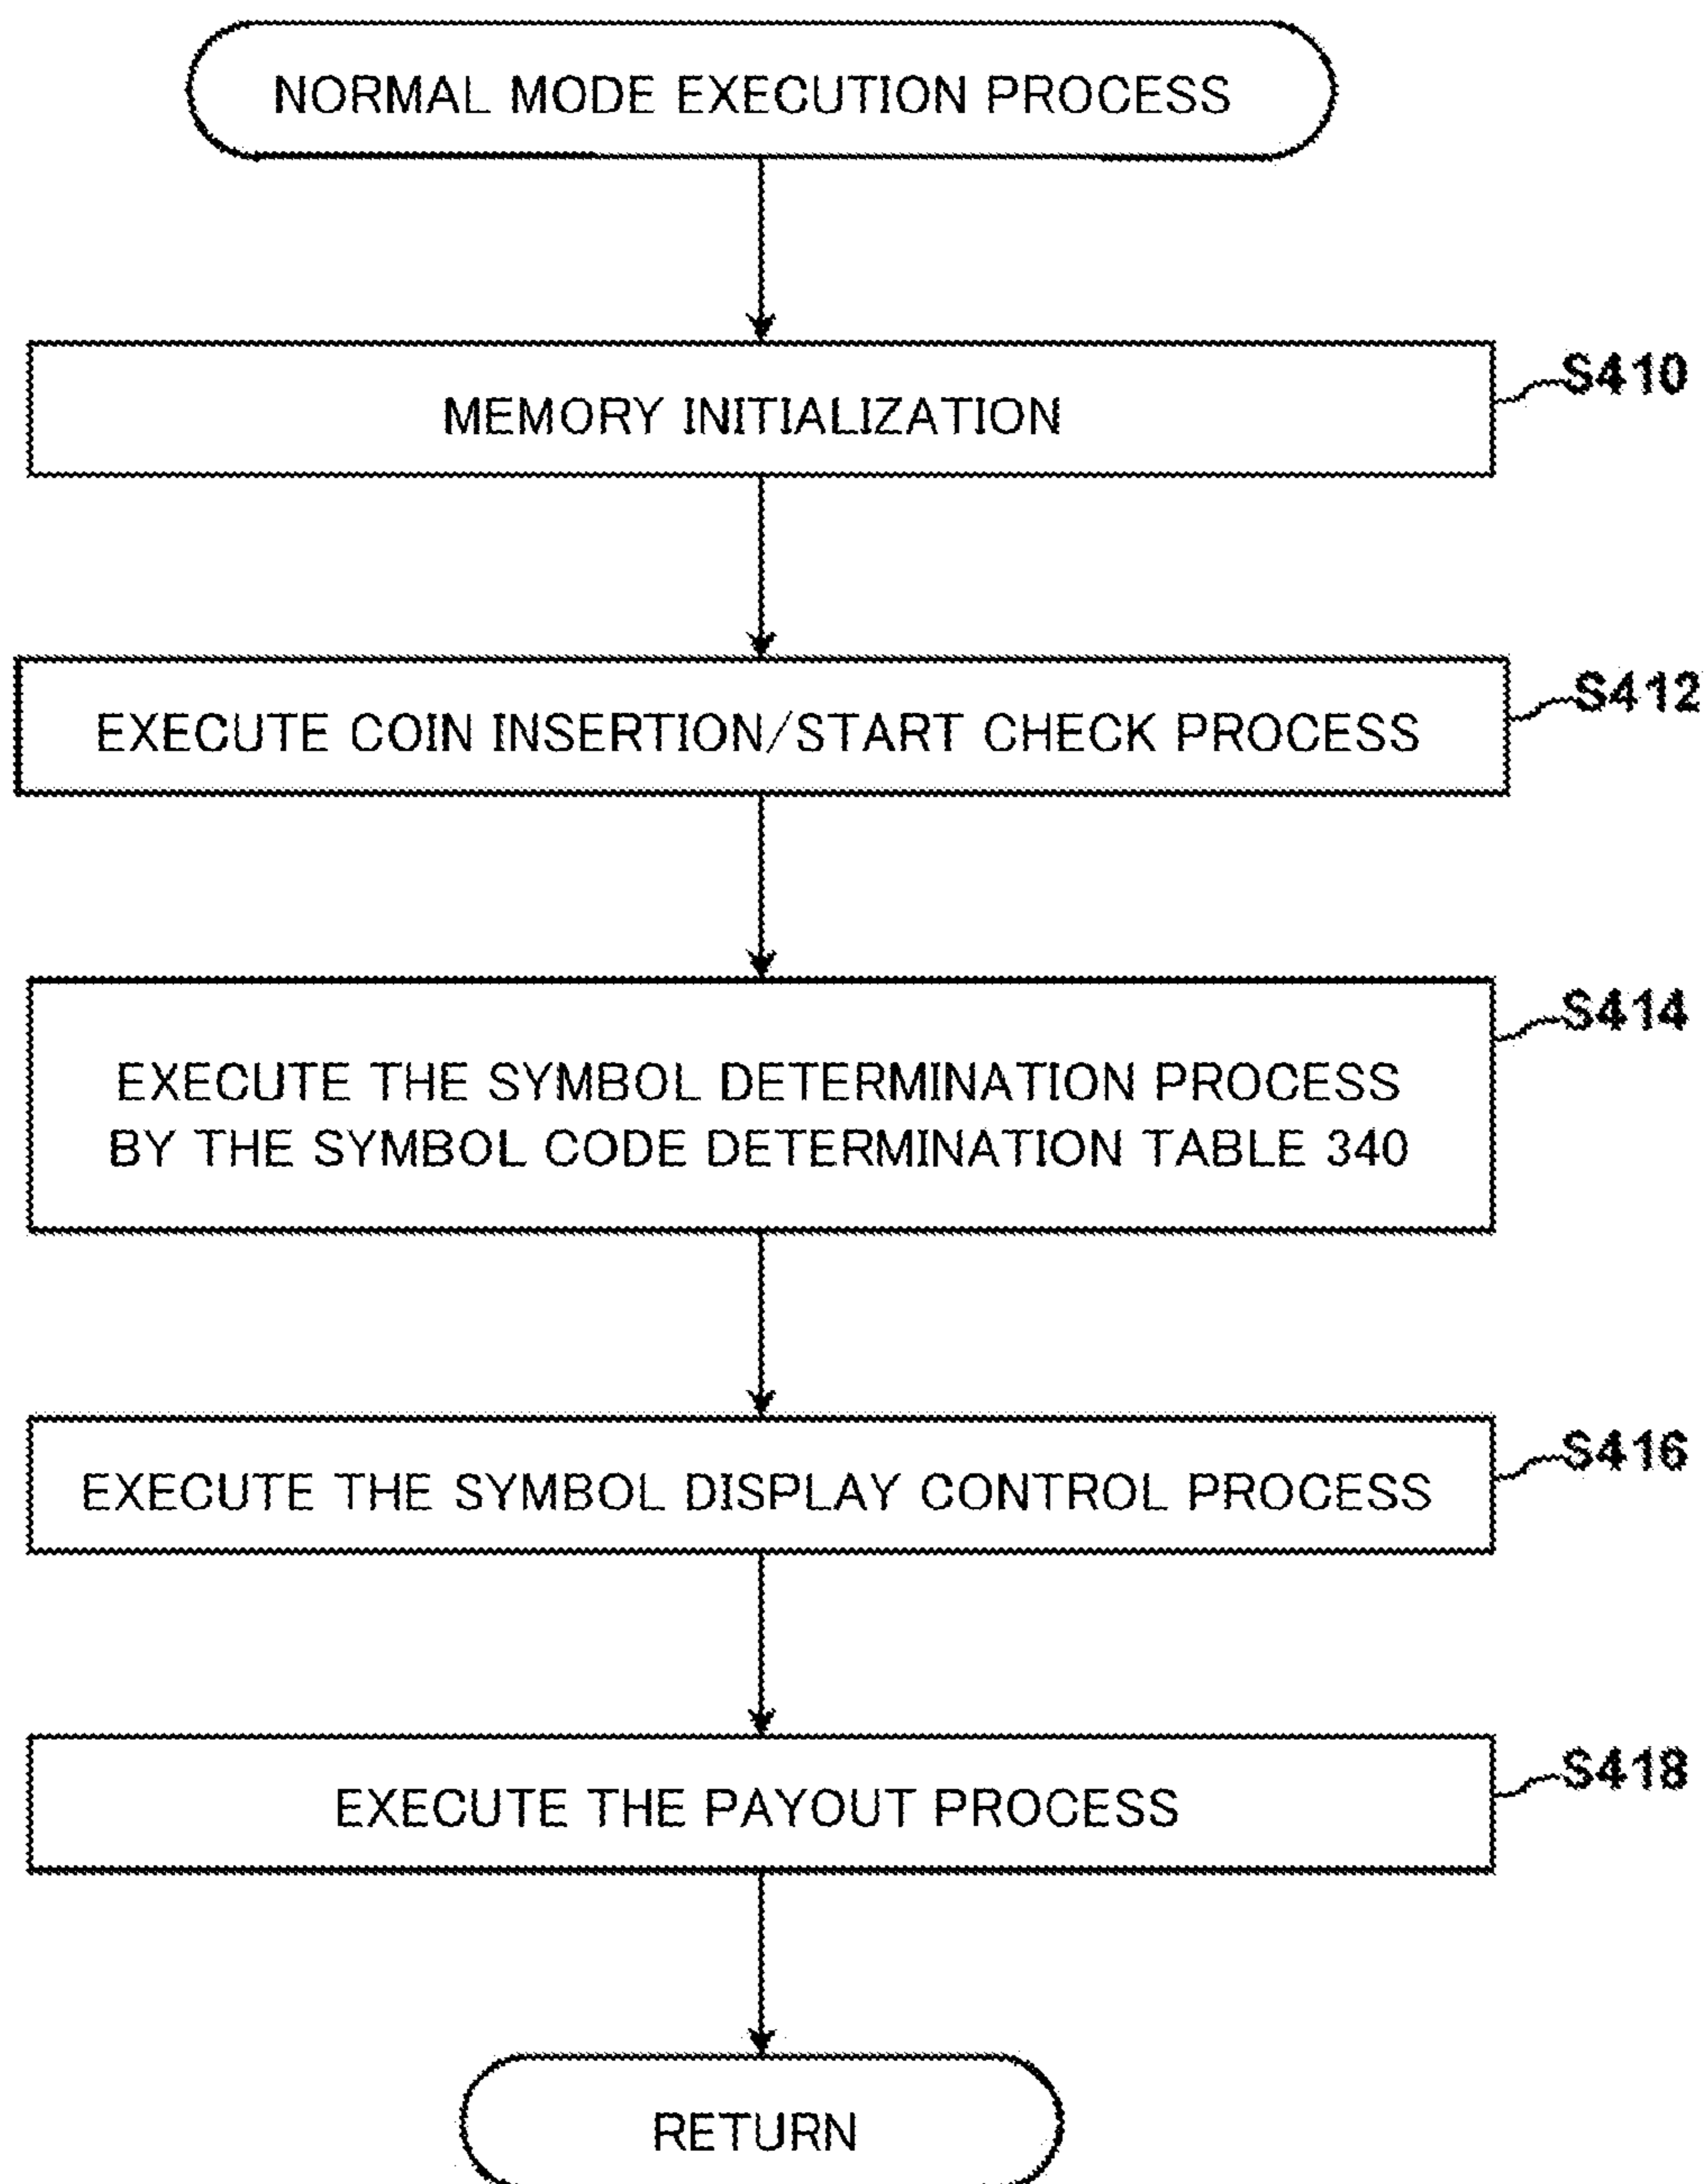 NORMAL MODE EXECUTION PROCESS
MEMORY INITIALIZATION
S410
EXECUTE COIN INSERTION/START CHECK PROCESS
S412
EXECUTE THE SYMBOL DETERMINATION PROCESS
BY THE SYMBOL CODE DETERMINATION TABLE 340
S414
EXECUTE THE SYMBOL DISPLAY CONTROL PROCESS
S416
EXECUTE THE PAYOUT PROCESS
S418
RETURN